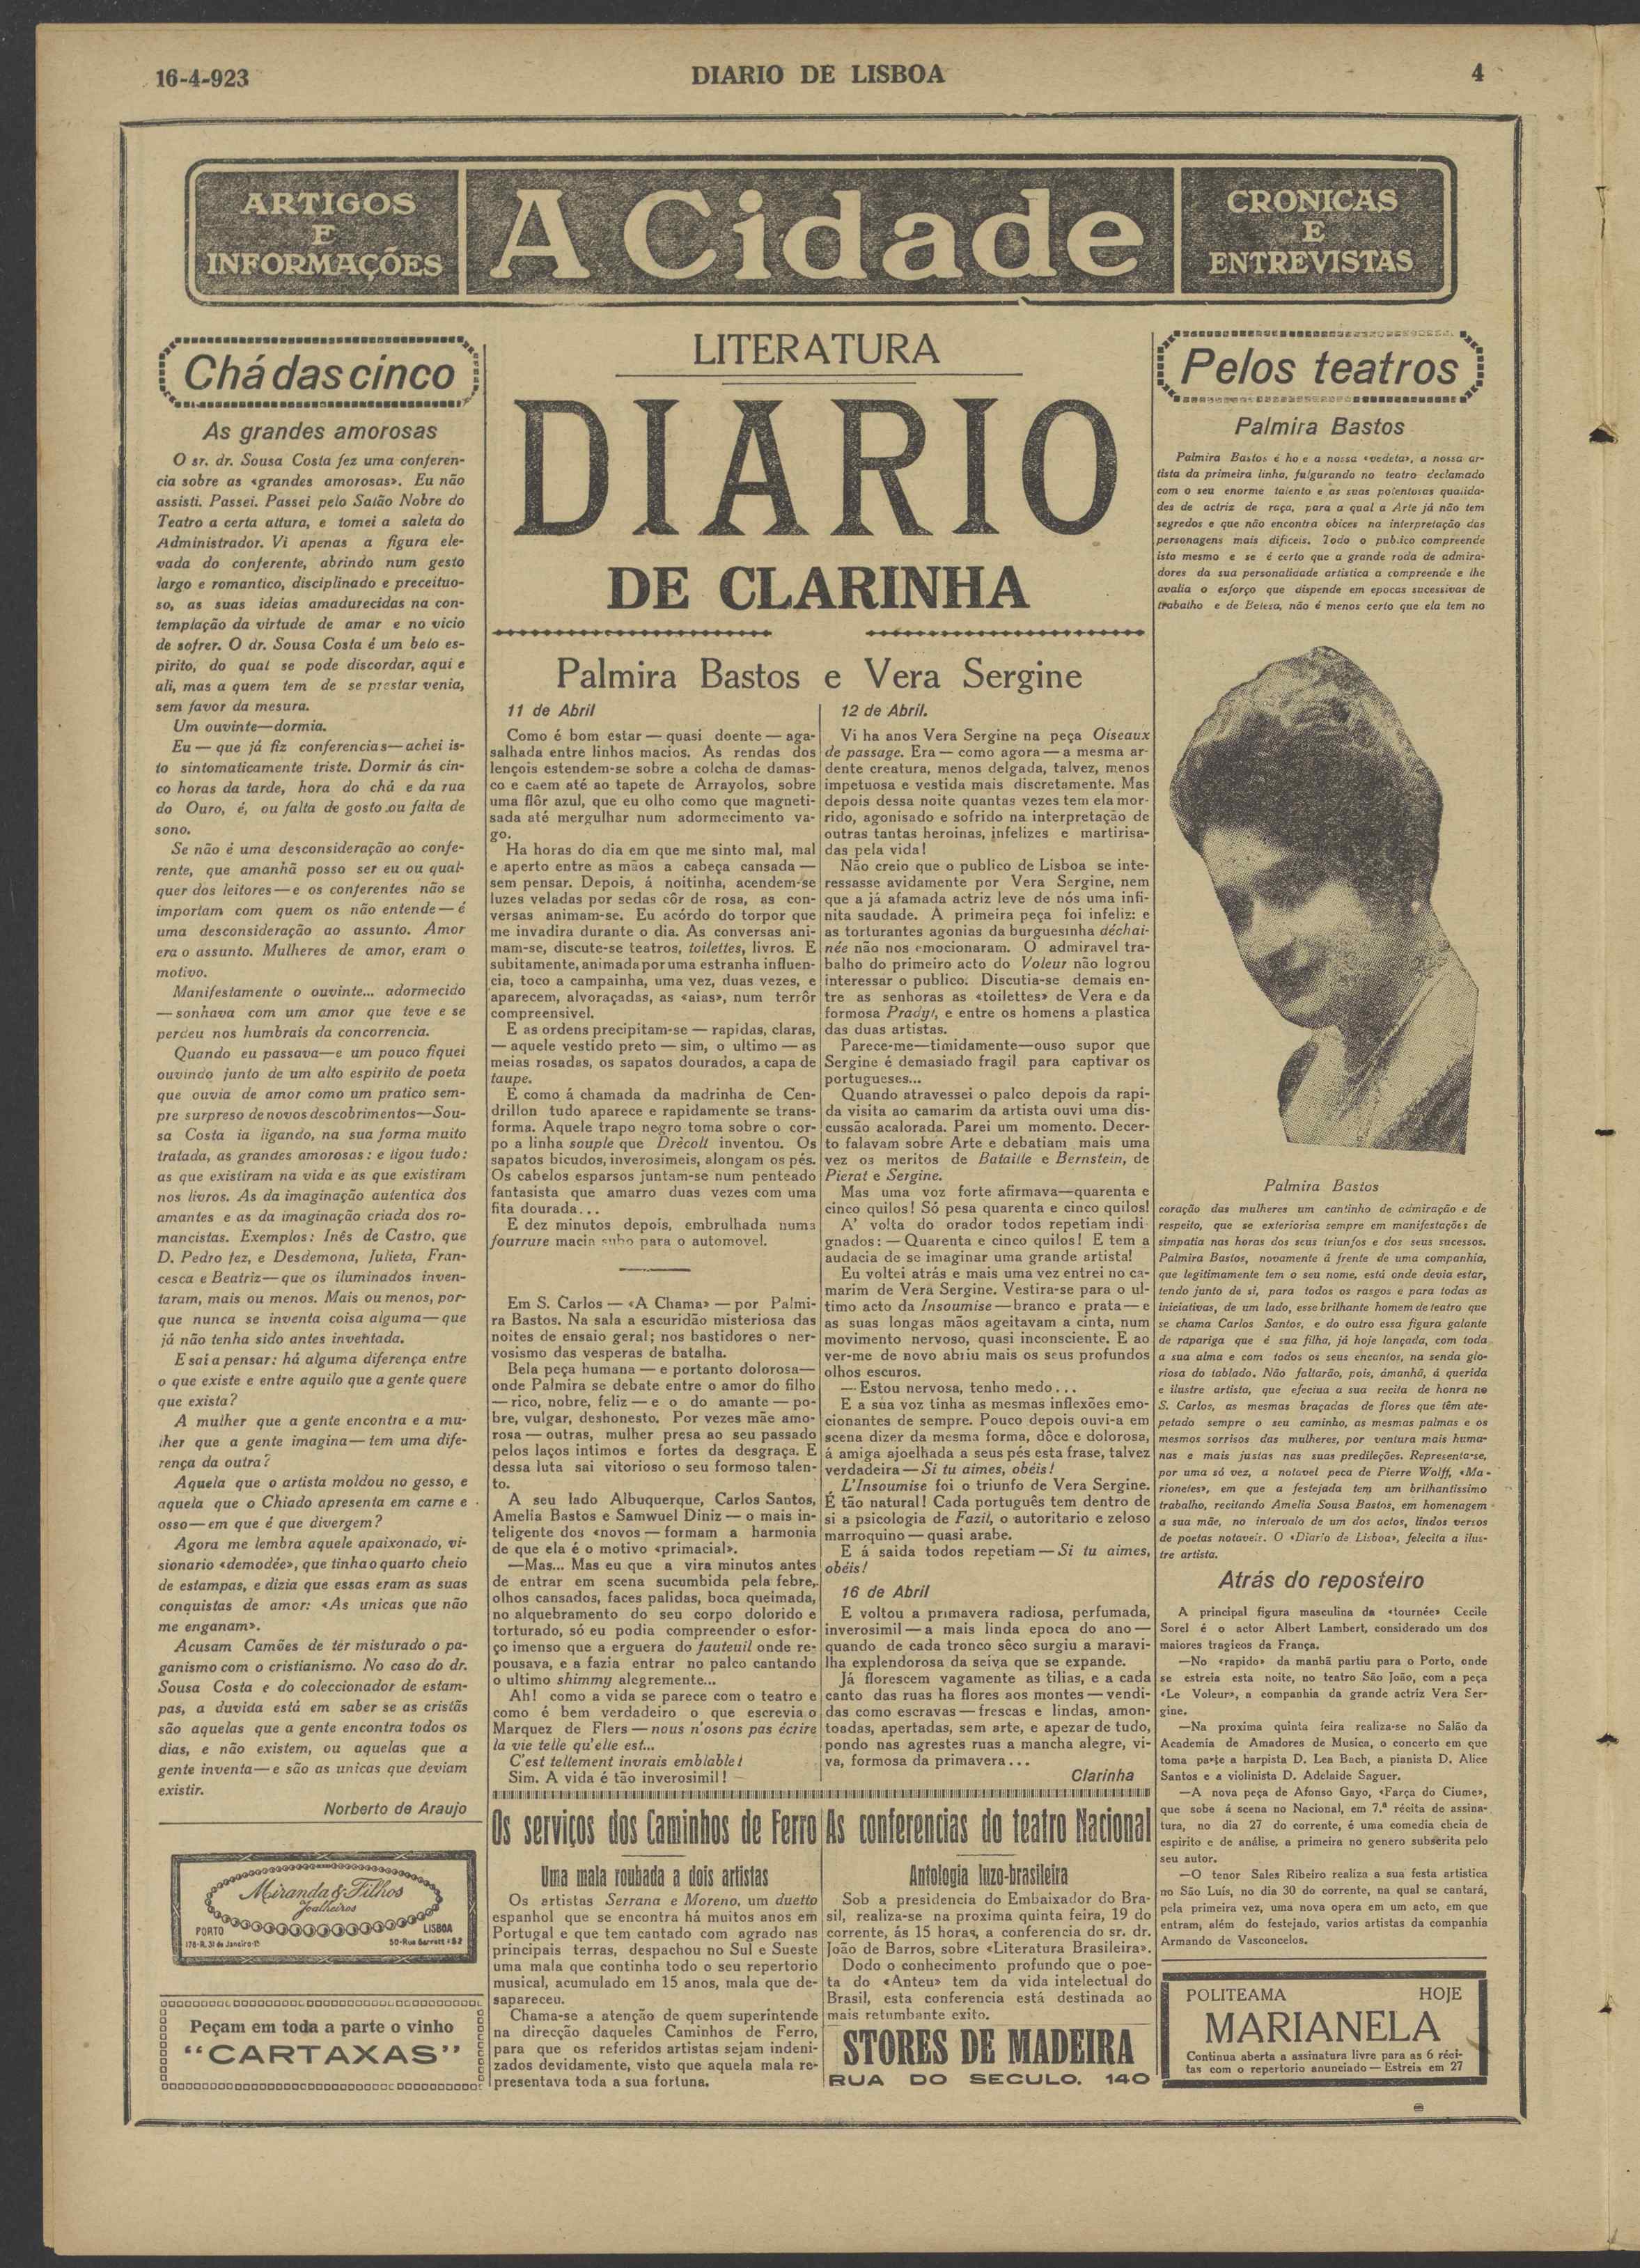 16-4-923
DIARIO DE LISBOA
4
ARTIGOS
E
INFORMAÇÕES
A Cidade
CRONICAS
E
ENTREVISTAS
Chá das cinco
As grandes amorosas
O sr. dr. Sousa Costa fez uma conferen-
cia sobre as «grandes amorosas». Eu não
assisti. Passei. Passei pelo Salão Nobre do
Teatro a certa altura, e tomei a saleta do
Administrador. Vi apenas a figura ele-
vada do conferente, abrindo num gesto
largo e romantico, disciplinado e preceituo-
so, as suas ideias amadurecidas na con-
templação da virtude de amar e no vicio
de sofrer. O dr. Sousa Costa é um belo es-
pirito, do qual se pode discordar, aqui e
ali, mas a quem tem de se prestar venia,
sem favor da mesura.
Um ouvinte—dormia.
Eu — que já fiz conferencias—achei is-
to sintomaticamente triste. Dormir ás cin-
co horas da tarde, hora do chá e da rua
do Ouro, é, ou falta de gosto ou falta de
sono.
Se não é uma desconsideração ao confe-
rente, que amanhã posso ser eu ou qual-
quer dos leitores—e os conferentes não se
importam com quem os não entende—é
uma desconsideração ao assunto. Amor
era o assunto. Mulheres de amor, eram o
motivo.
Manifestamente o ouvinte... adormecido
—sonhava com um amor que teve e se
perdeu nos humbrais da concorrencia.
Quando eu passava—e um pouco fiquei
ouvindo junto de um alto espirito de poeta
que ouvia de amor como um pratico sem-
pre surpreso de novos descobrimentos—Sou-
sa Costa ia ligando, na sua forma muito
tratada, as grandes amorosas: e ligou tudo:
as que existiram na vida e as que existiram
nos livros. As da imaginação autentica dos
amantes e as da imaginação criada dos ro-
mancistas. Exemplos: Inês de Castro, que
D. Pedro fez, e Desdemona, Julieta, Fran-
cesca e Beatriz—que os iluminados inven-
taram, mais ou menos. Mais ou menos, por-
que nunca se inventa coisa alguma—que
já não tenha sido antes inventada.
E sai a pensar: há alguma diferença entre
o que existe e entre aquilo que a gente quere
que exista?
A mulher que a gente encontra e a mu-
lher que a gente imagina—tem uma dife-
rença da outra?
Aquela que o artista moldou no gesso, e
aquela que o Chiado apresenta em carne e
osso—em que é que divergem?
Agora me lembra aquele apaixonado, vi-
sionario «demodée», que tinha o quarto cheio
de estampas, e dizia que essas eram as suas
conquistas de amor: «As unicas que não
me enganam».
Acusam Camões de tér misturado o pa-
ganismo com o cristianismo. No caso do dr.
Sousa Costa e do coleccionador de estam-
pas, a duvida está em saber se as cristãs
são aquelas que a gente encontra todos os
dias, e não existem, ou aquelas que a
gente inventa—e são as unicas que deviam
existir.
Norberto de Araujo
Miranda & Filhos
Joalheiros
PORTO
LISBOA
178-R. 31 de Janeiro-
50-Rua Garrett-52
Peçam em toda a parte o vinho
"CARTAXAS"
LITERATURA
DIARIO
DE CLARINHA
Palmira Bastos e Vera Sergine
11 de Abril
Como é bom estar — quasi doente — aga-
salhada entre linhos macios. As rendas dos
lençois estendem-se sobre a colcha de damas-
co e caem até ao tapete de Arrayolos, sobre
uma flôr azul, que eu olho como que magneti-
sada até mergulhar num adormecimento va-
go.
Ha horas do dia em que me sinto mal, mal
e aperto entre as mãos a cabeça cansada —
sem pensar. Depois, á noitinha, acendem-se
luzes veladas por sedas côr de rosa, as con-
versas animam-se. Eu acórdo do torpor que
me invadira durante o dia. As conversas ani-
mam-se, discute-se teatros, toilettes, livros. E
subitamente, animada por uma estranha influen-
cia, toco a campainha, uma vez, duas vezes, e
aparecem, alvoraçadas, as «aias», num terrôr
compreensivel.
E as ordens precipitam-se — rapidas, claras,
— aquele vestido preto — sim, o ultimo — as
meias rosadas, os sapatos dourados, a capa de
taupe.
E como á chamada da madrinha de Cen-
drillon tudo aparece e rapidamente se trans-
forma. Aquele trapo negro toma sobre o cor-
po a linha souple que Drècoll inventou. Os
sapatos bicudos, inverosimeis, alongam os pés.
Os cabelos esparsos juntam-se num penteado
fantasista que amarro duas vezes com uma
fita dourada...
E dez minutos depois, embrulhada numa
fourrure macia subo para o automovel.
Em S. Carlos — «A Chama» — por Palmi-
ra Bastos. Na sala a escuridão misteriosa das
noites de ensaio geral; nos bastidores o ner-
vosismo das vesperas de batalha.
Bela peça humana — e portanto dolorosa—
onde Palmira se debate entre o amor do filho
— rico, nobre, feliz — e o do amante — po-
bre, vulgar, deshonesto. Por vezes mãe amo-
rosa — outras, mulher presa ao seu passado
pelos laços intimos e fortes da desgraça. E
dessa luta sai vitorioso o seu formoso talen-
to.
A seu lado Albuquerque, Carlos Santos,
Amelia Bastos e Samwuel Diniz — o mais in-
teligente dos «novos — formam a harmonia
de que ela é o motivo «primacial».
—Mas... Mas eu que a vira minutos antes
de entrar em scena sucumbida pela febre,
olhos cansados, faces palidas, boca queimada,
no alquebramento do seu corpo dolorido e
torturado, só eu podia compreender o esfor-
ço imenso que a erguera do fauteuil onde re-
pousava, e a fazia entrar no palco cantando
o ultimo shimmy alegremente...
Ah! como a vida se parece com o teatro e
como é bem verdadeiro o que escrevia o
Marquez de Flers — nous n'osons pas écrire
la vie telle qu'elle est...
C'est tellement invrais emblable!
Sim. A vida é tão inverosimil!
12 de Abril.
Vi ha anos Vera Sergine na peça Oiseaux
de passage. Era — como agora — a mesma ar-
dente creatura, menos delgada, talvez, menos
impetuosa e vestida mais discretamente. Mas
depois dessa noite quantas vezes tem ela mor-
rido, agonisado e sofrido na interpretação de
outras tantas heroinas, infelizes e martirisa-
das pela vida!
Não creio que o publico de Lisboa se inte-
ressasse avidamente por Vera Sergine, nem
que a já afamada actriz leve de nós uma infi-
nita saudade. A primeira peça foi infeliz: e
as torturantes agonias da burguesinha déchai-
née não nos emocionaram. O admiravel tra-
balho do primeiro acto do Voleur não logrou
interessar o publico. Discutia-se demais en-
tre as senhoras as «toilettes» de Vera e da
formosa Pradyl, e entre os homens a plastica
das duas artistas.
Parece-me—timidamente—ouso supor que
Sergine é demasiado fragil para captivar os
portugueses...
Quando atravessei o palco depois da rapi-
da visita ao camarim da artista ouvi uma dis-
cussão acalorada. Parei um momento. Decer-
to falavam sobre Arte e debatiam mais uma
vez os meritos de Bataille e Bernstein, de
Pierat e Sergine.
Mas uma voz forte afirmava—quarenta e
cinco quilos! Só pesa quarenta e cinco quilos!
A' volta do orador todos repetiam indi
gnados: — Quarenta e cinco quilos! E tem a
audacia de se imaginar uma grande artista!
Eu voltei atrás e mais uma vez entrei no ca-
marim de Vera Sergine. Vestira-se para o ul-
timo acto da Insoumise—branco e prata—e
as suas longas mãos ageitavam a cinta, num
movimento nervoso, quasi inconsciente. E ao
ver-me de novo abriu mais os seus profundos
olhos escuros.
— Estou nervosa, tenho medo...
E a sua voz tinha as mesmas inflexões emo-
cionantes de sempre. Pouco depois ouvi-a em
scena dizer da mesma forma, dôce e dolorosa,
á amiga ajoelhada a seus pés esta frase, talvez
verdadeira — Si tu aimes, obéis!
L'Insoumise foi o triunfo de Vera Sergine.
É tão natural! Cada português tem dentro de
si a psicologia de Fazil, o autoritario e zeloso
marroquino — quasi arabe.
E á saida todos repetiam — Si tu aimes,
obéis!
16 de Abril
E voltou a primavera radiosa, perfumada,
inverosimil — a mais linda epoca do ano —
quando de cada tronco sêco surgiu a maravi-
lha explendorosa da seiva que se expande.
Já florescem vagamente as tilias, e a cada
canto das ruas ha flores aos montes — vendi-
das como escravas — frescas e lindas, amon-
toadas, apertadas, sem arte, e apezar de tudo,
pondo nas agrestes ruas a mancha alegre, vi-
va, formosa da primavera...
Clarinha
Os serviços dos Caminhos de Ferro
Uma mala roubada a dois artistas
Os artistas Serrana e Moreno, um duetto
espanhol que se encontra há muitos anos em
Portugal e que tem cantado com agrado nas
principais terras, despachou no Sul e Sueste
uma mala que continha todo o seu repertorio
musical, acumulado em 15 anos, mala que de-
sapareceu.
Chama-se a atenção de quem superintende
na direcção daqueles Caminhos de Ferro,
para que os referidos artistas sejam indeni-
zados devidamente, visto que aquela mala re-
presentava toda a sua fortuna.
As conferencias do teatro Nacional
Antologia luzo-brasileira
Sob a presidencia do Embaixador do Bra-
sil, realiza-se na proxima quinta feira, 19 do
corrente, ás 15 horas, a conferencia do sr. dr.
João de Barros, sobre «Literatura Brasileira».
Dodo o conhecimento profundo que o poe-
ta do «Anteu» tem da vida intelectual do
Brasil, esta conferencia está destinada ao
mais retumbante exito.
STORES DE MADEIRA
RUA DO SECULO. 140
Pelos teatros
Palmira Bastos
Palmira Bastos é ho e a nossa «vedeta», a nossa ar-
tista da primeira linha, fulgurando no teatro declamado
com o seu enorme talento e as suas potentosas qualida-
des de actriz de raça, para a qual a Arte já não tem
segredos e que não encontra obices na interpretação das
personagens mais dificeis. Todo o publico compreende
isto mesmo e se é certo que a grande roda de admira-
dores da sua personalidade artistica a compreende e lhe
avalia o esforço que dispende em epocas sucessivas de
trabalho e de Belesa, não é menos certo que ela tem no
Palmira Bastos
coração das mulheres um cantinho de admiração e de
respeito, que se exteriorisa sempre em manifestações de
simpatia nas horas dos seus triunfos e dos seus sucessos.
Palmira Bastos, novamente á frente de uma companhia,
que legitimamente tem o seu nome, está onde devia estar,
tendo junto de si, para todos os rasgos e para todas as
iniciativas, de um lado, esse brilhante homem de teatro que
se chama Carlos Santos, e do outro essa figura galante
de rapariga que é sua filha, já hoje lançada, com toda
a sua alma e com todos os seus encantos, na senda glo-
riosa do tablado. Não faltarão, pois, ámanhã, á querida
e ilustre artista, que efectua a sua recita de honra no
S. Carlos, as mesmas braçadas de flores que têm ate-
petado sempre o seu caminho, as mesmas palmas e os
mesmos sorrisos das mulheres, por ventura mais huma-
nas e mais justas nas suas predileções. Representa-se,
por uma só vez, a notavel peca de Pierre Wolff, «Ma-
rionetes», em que a festejada tem um brilhantissimo
trabalho, recitando Amelia Sousa Bastos, em homenagem
a sua mãe, no intervalo de um dos actos, lindos versos
de poetas notaveis. O «Diario de Lisboa», felecita a ilus-
tre artista.
Atrás do reposteiro
A principal figura masculina da «tournée» Cecile
Sorel é o actor Albert Lambert, considerado um dos
maiores tragicos da França.
—No «rapido» da manhã partiu para o Porto, onde
se estreia esta noite, no teatro São João, com a peça
«Le Voleur», a companhia da grande actriz Vera Ser-
gine.
—Na proxima quinta feira realiza-se no Salão da
Academia de Amadores de Musica, o concerto em que
toma parte a harpista D. Lea Bach, a pianista D. Alice
Santos e a violinista D. Adelaide Saguer.
—A nova peça de Afonso Gayo, «Farça do Ciume»,
que sobe á scena no Nacional, em 7.ª récita de assina-
tura, no dia 27 do corrente, é uma comedia cheia de
espirito e de análise, a primeira no genero subserita pelo
seu autor.
—O tenor Sales Ribeiro realiza a sua festa artistica
no São Luís, no dia 30 do corrente, na qual se cantará,
pela primeira vez, uma nova opera em um acto, em que
entram, além do festejado, varios artistas da companhia
Armando de Vasconcelos.
POLITEAMA HOJE
MARIANELA
Continua aberta a assinatura livre para as 6 réci-
tas com o repertorio anunciado — Estreia em 27